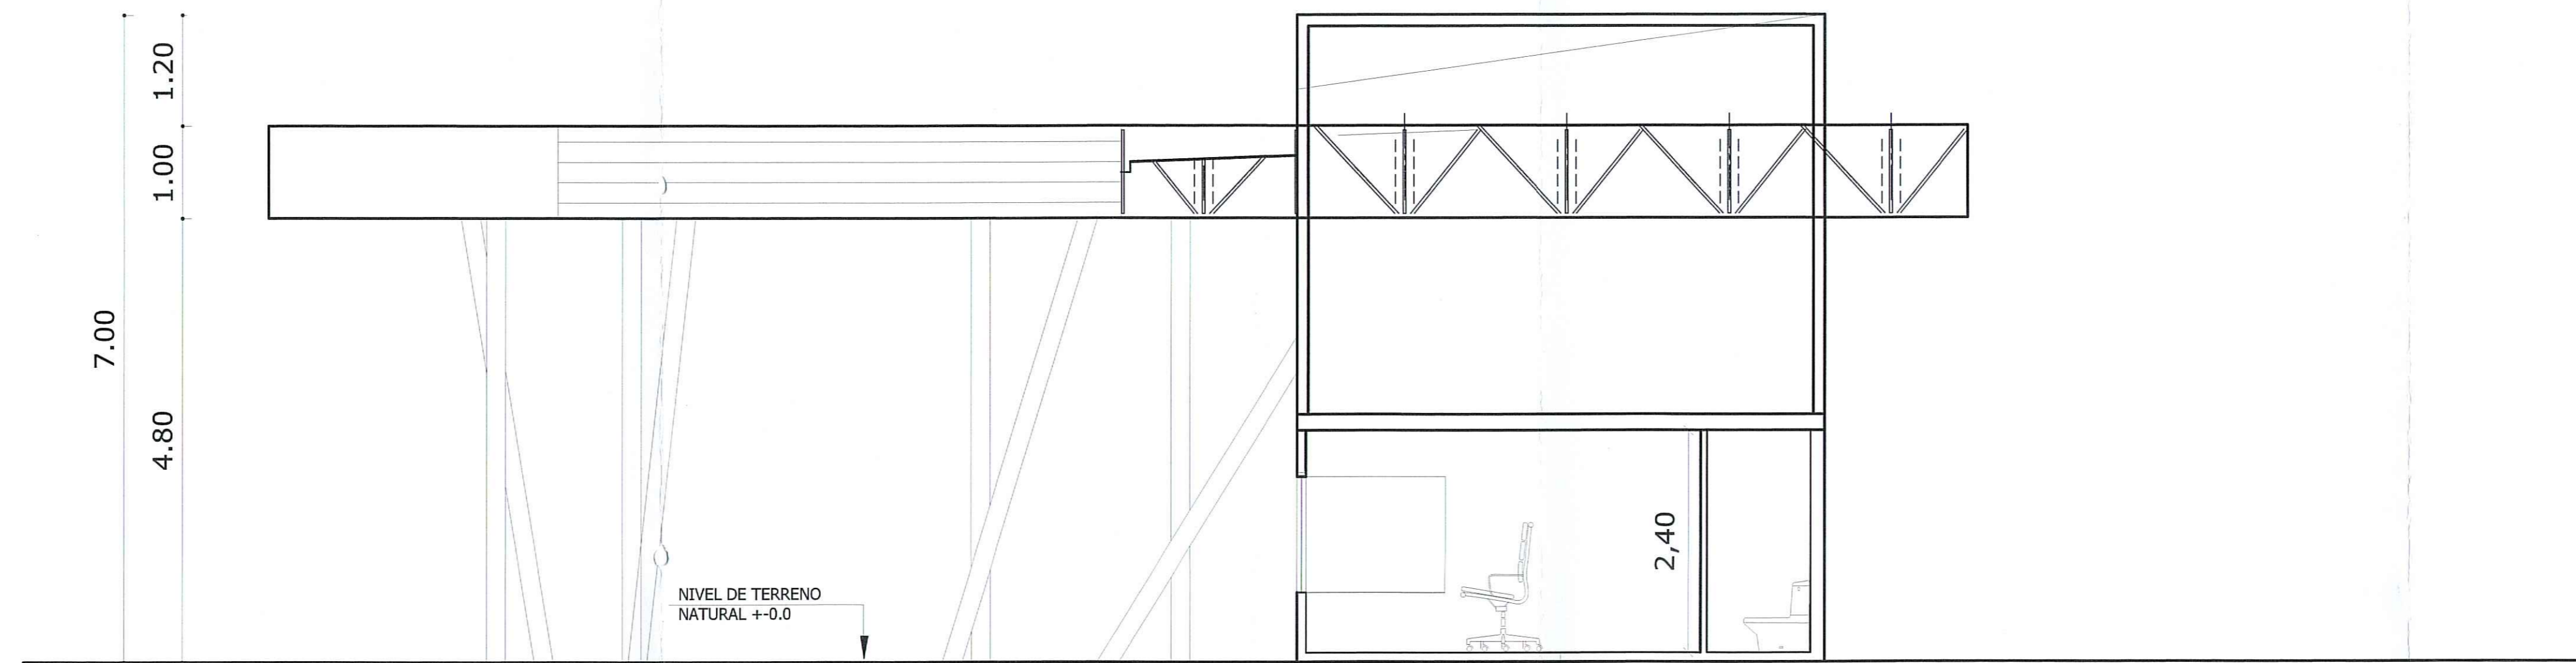 1.20
1.00
7.00
4.80
2,40
NIVEL DE TERRENO
NATURAL +-0.0